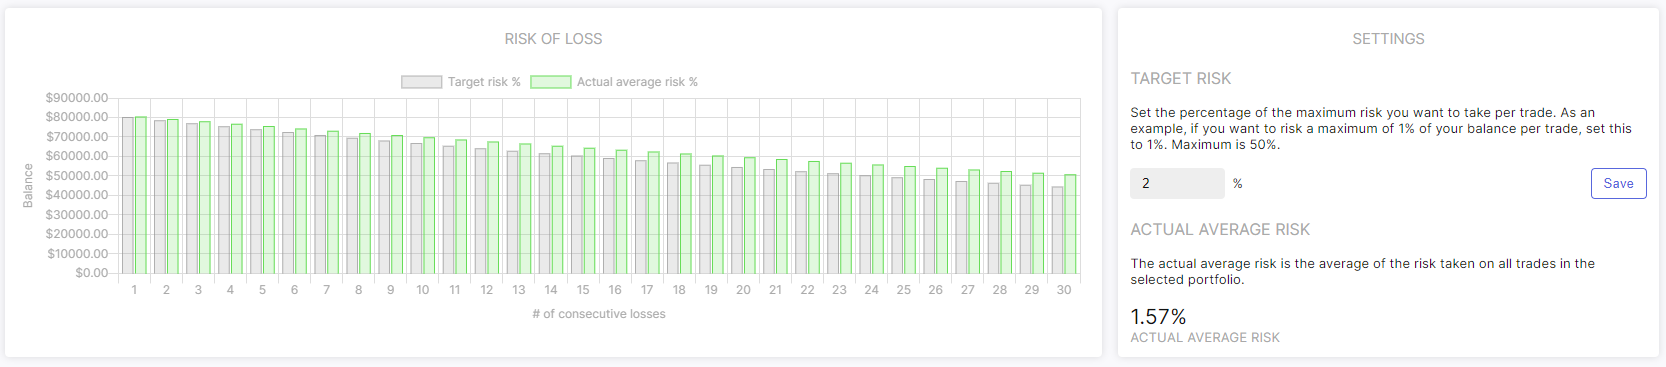 RISK OF LOSS
Target risk %
Actual average risk %
$90000.00
$80000.00
$70000.00
$60000.00
$50000.00
$40000.00
$30000.00
$20000.00
$10000.00
$0.00
Balance
1 2 3 4 5 6 7 8 9 10 11 12 13 14 15 16 17 18 19 20 21 22 23 24 25 26 27 28 29 30
# of consecutive losses
SETTINGS
TARGET RISK
Set the percentage of the maximum risk you want to take per trade. As an
example, if you want to risk a maximum of 1% of your balance per trade, set this
to 1%. Maximum is 50%.
2 % Save
ACTUAL AVERAGE RISK
The actual average risk is the average of the risk taken on all trades in the
selected portfolio.
1.57%
ACTUAL AVERAGE RISK